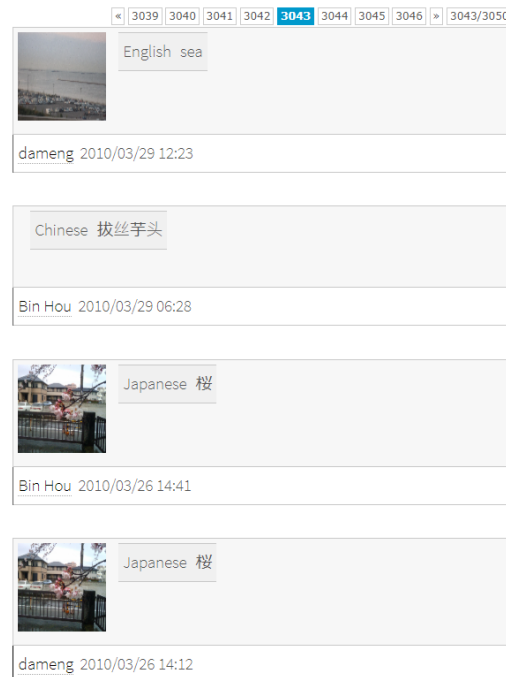 « 3039 3040 3041 3042 3043 3044 3045 3046 » 3043/3050
English sea
dameng 2010/03/29 12:23
Chinese 拔丝芋头
Bin Hou 2010/03/29 06:28
Japanese 桜
Bin Hou 2010/03/26 14:41
Japanese 桜
dameng 2010/03/26 14:12